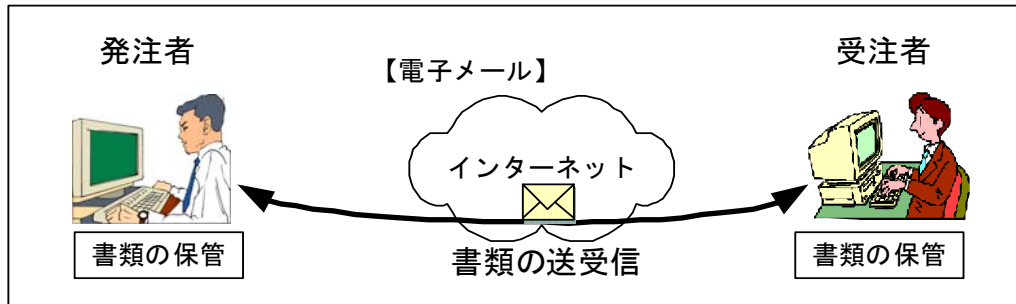 発注者
受注者
【電子メール】
インターネット
書類の送受信
書類の保管
書類の保管